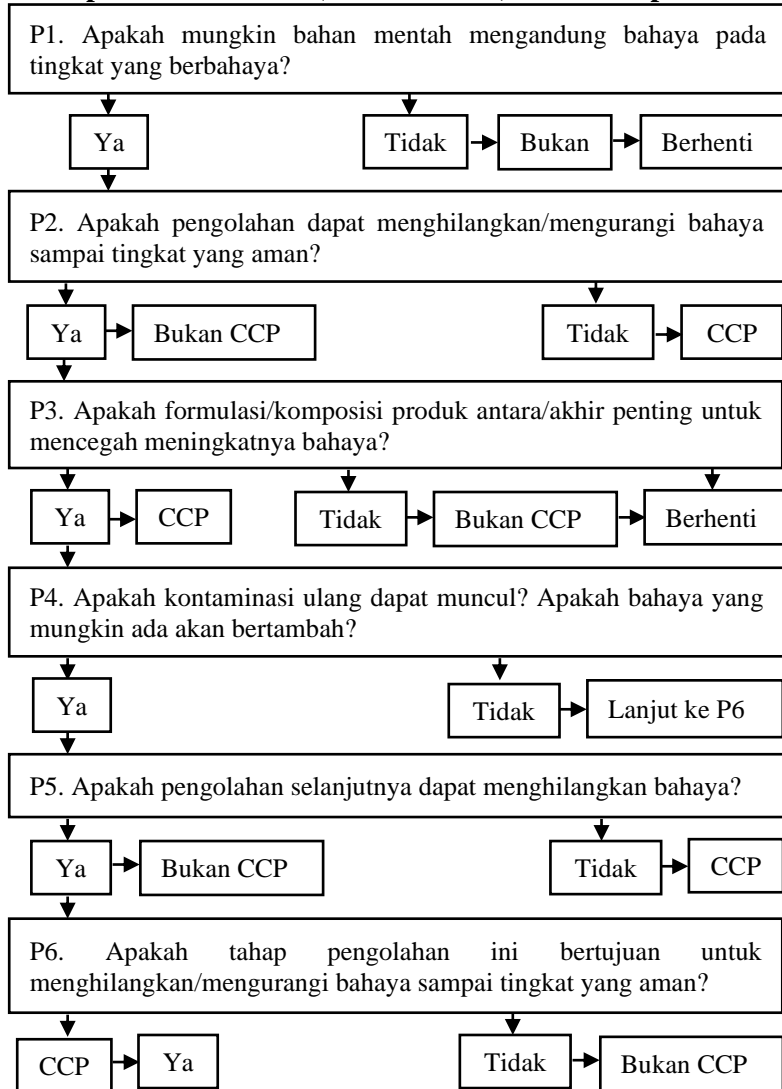 P1. Apakah mungkin bahan mentah mengandung bahaya pada
tingkat yang berbahaya?
Ya Tidak Bukan Berhenti
P2. Apakah pengolahan dapat menghilangkan/mengurangi bahaya
sampai tingkat yang aman?
Ya Bukan CCP Tidak CCP
P3. Apakah formulasi/komposisi produk antara/akhir penting untuk
mencegah meningkatnya bahaya?
Ya CCP Tidak Bukan CCP Berhenti
P4. Apakah kontaminasi ulang dapat muncul? Apakah bahaya yang
mungkin ada akan bertambah?
Ya Tidak Lanjut ke P6
P5. Apakah pengolahan selanjutnya dapat menghilangkan bahaya?
Ya Bukan CCP Tidak CCP
P6. Apakah tahap pengolahan ini bertujuan untuk
menghilangkan/mengurangi bahaya sampai tingkat yang aman?
CCP Ya Tidak Bukan CCP